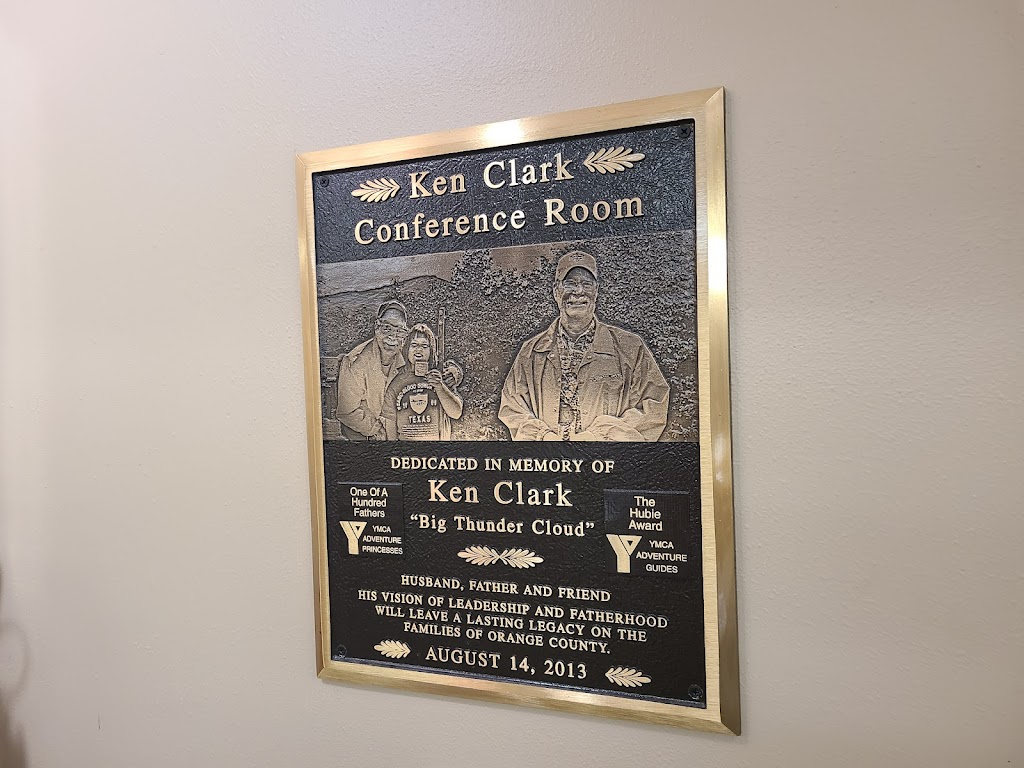 Ken Clark
Conference Room
TEXAS
DEDICATED IN MEMORY OF
Ken Clark
"Big Thunder Cloud"
One Of A
Hundred
Fathers
YMCA
ADVENTURE
PRINCESSES
The
Hubie
Award
YMCA
ADVENTURE
GUIDES
HUSBAND, FATHER AND FRIEND
HIS VISION OF LEADERSHIP AND FATHERHOOD
WILL LEAVE A LASTING LEGACY ON THE
FAMILIES OF ORANGE COUNTY.
AUGUST 14, 2013